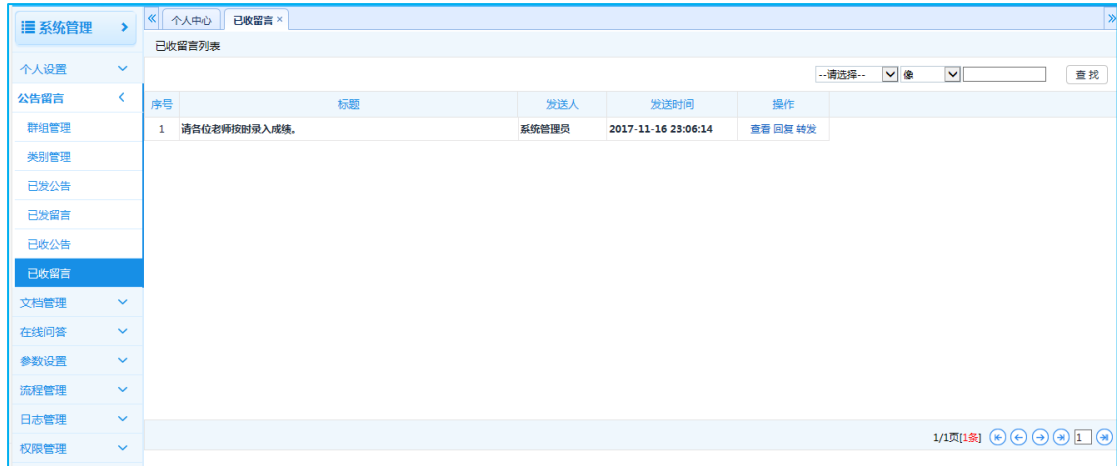 系统管理
个人中心 已收留言 ×
已收留言列表
个人设置
公告留言
群组管理
类别管理
已发公告
已发留言
已收公告
已收留言
文档管理
在线问答
参数设置
流程管理
日志管理
权限管理
--请选择-- 像 查 找
序号 标题 发送人 发送时间 操作
1 请各位老师按时录入成绩。 系统管理员 2017-11-16 23:06:14 查看 回复 转发
1/1页[1条] 1